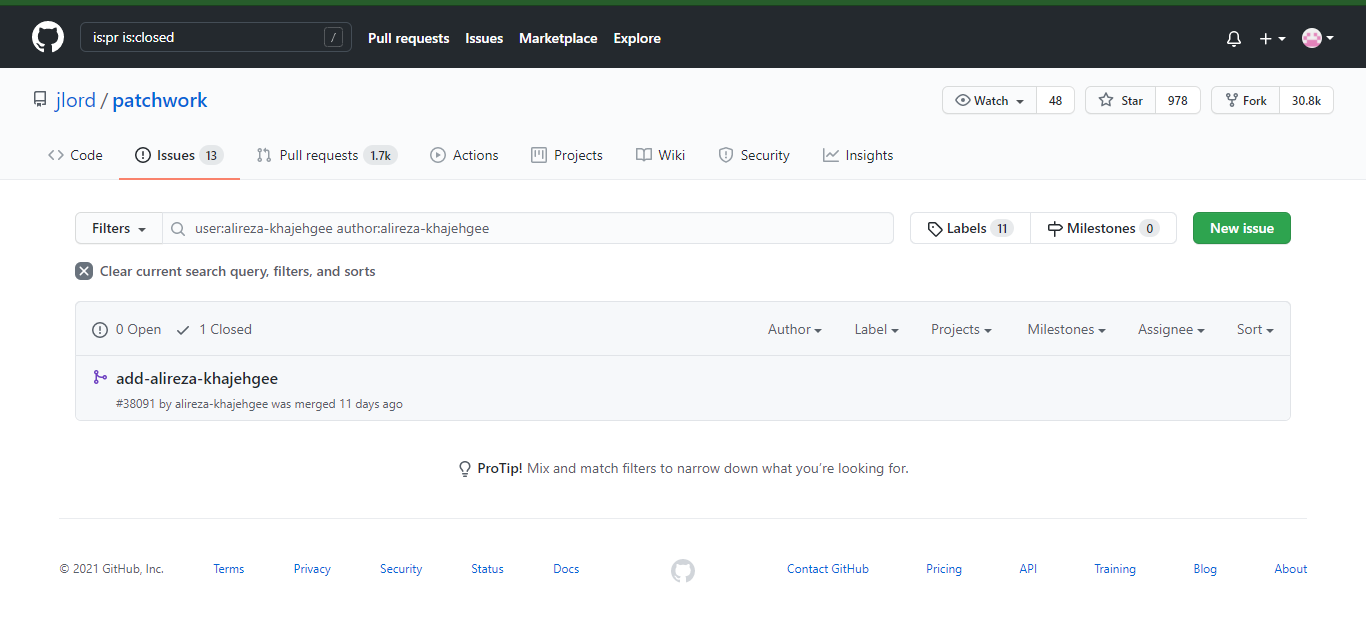 is:pr is:closed / Pull requests Issues Marketplace Explore
jlord / patchwork Watch 48 Star 978 Fork 30.8k
Code Issues 13 Pull requests 1.7k Actions Projects Wiki Security Insights
Filters user:alireza-khajehgee author:alireza-khajehgee Labels 11 Milestones 0 New issue
Clear current search query, filters, and sorts
0 Open 1 Closed Author Label Projects Milestones Assignee Sort
add-alireza-khajehgee
#38091 by alireza-khajehgee was merged 11 days ago
ProTip! Mix and match filters to narrow down what you're looking for.
© 2021 GitHub, Inc. Terms Privacy Security Status Docs Contact GitHub Pricing API Training Blog About